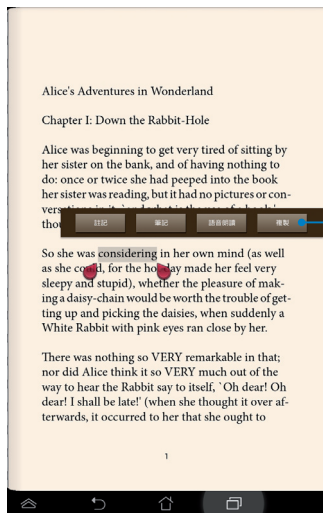 Alice's Adventures in Wonderland
Chapter I: Down the Rabbit-Hole
Alice was beginning to get very tired of sitting by
her sister on the bank, and of having nothing to
do: once or twice she had peeped into the book
her sister was reading, but it had no pictures or con-
註記 筆記 語音朗讀 複製
So she was considering in her own mind (as well
as she could, for the hot day made her feel very
sleepy and stupid), whether the pleasure of mak-
ing a daisy-chain would be worth the trouble of get-
ting up and picking the daisies, when suddenly a
White Rabbit with pink eyes ran close by her.
There was nothing so VERY remarkable in that;
nor did Alice think it so VERY much out of the
way to hear the Rabbit say to itself, `Oh dear! Oh
dear! I shall be late!' (when she thought it over af-
terwards, it occurred to her that she ought to
1